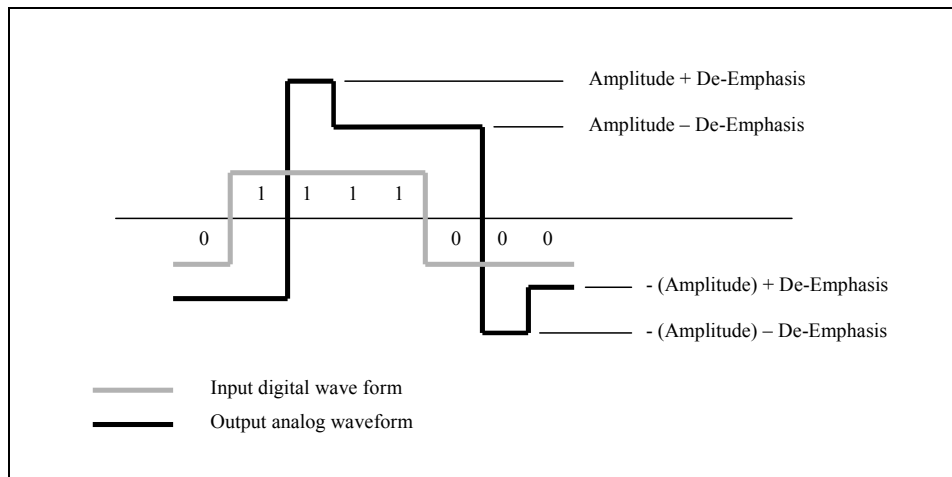 Amplitude + De-Emphasis
Amplitude – De-Emphasis
1 1 1 1
0 0 0 0
- (Amplitude) + De-Emphasis
- (Amplitude) – De-Emphasis
Input digital wave form
Output analog waveform